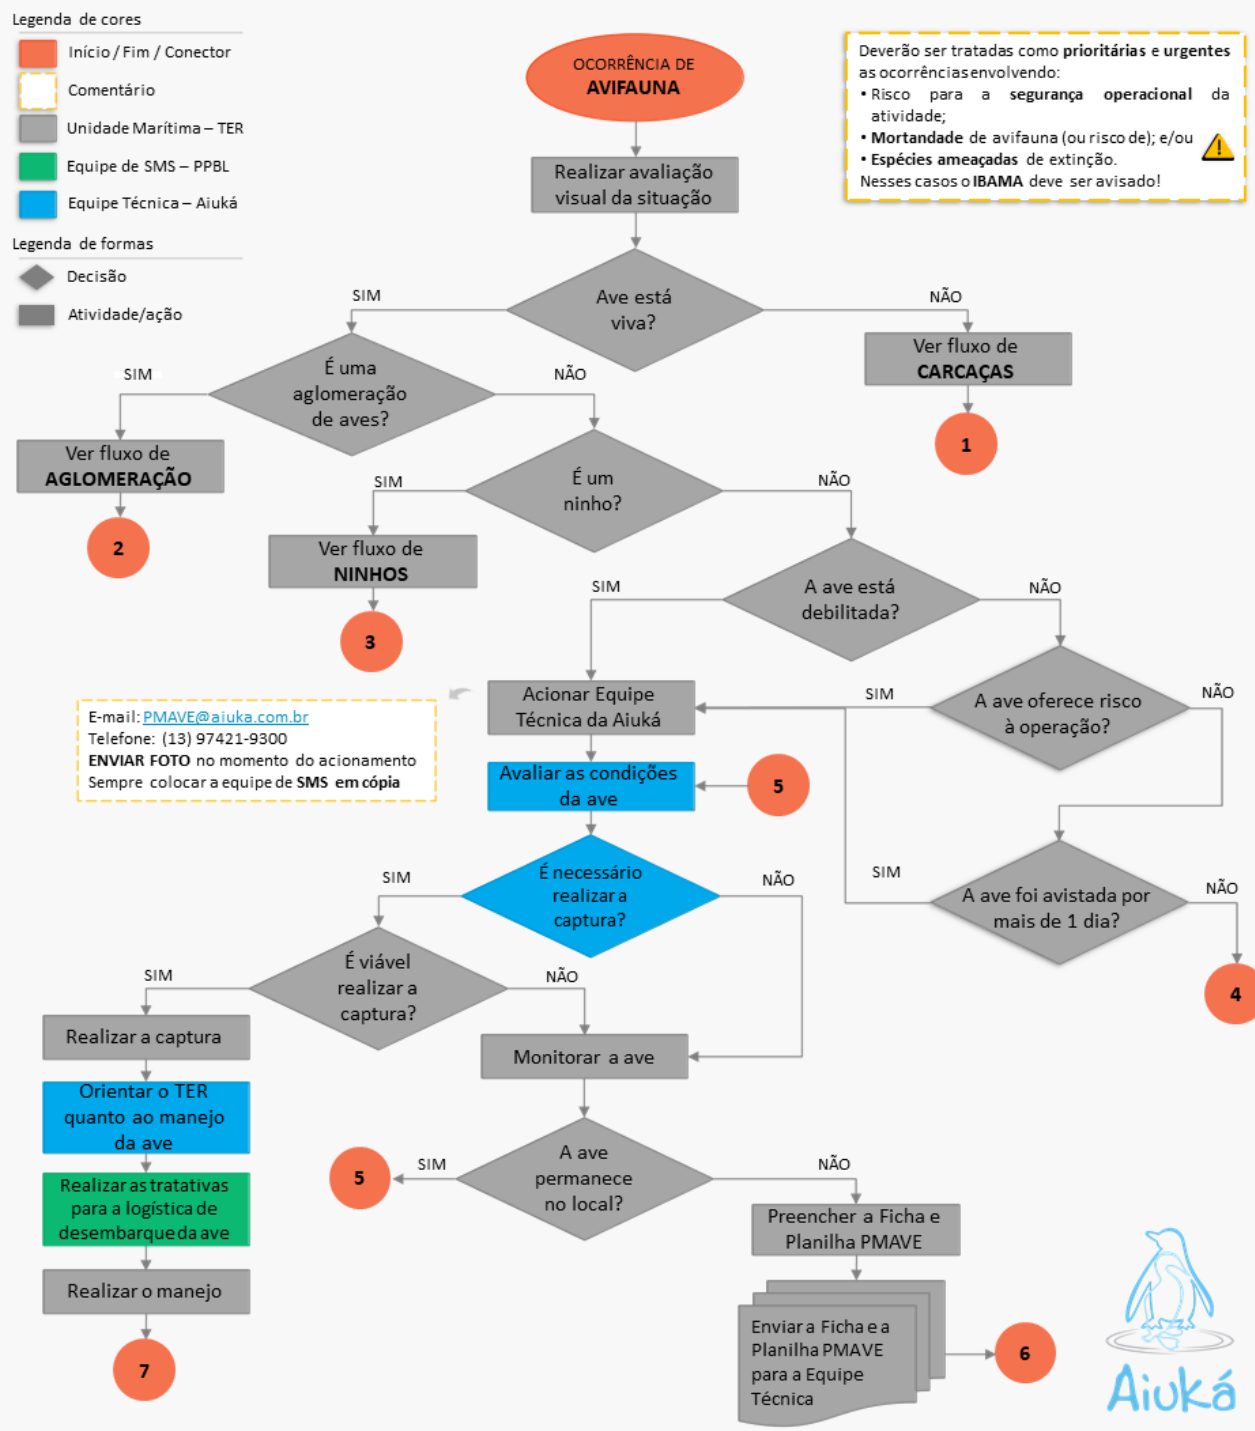 Legenda de cores
Início / Fim / Conector
Comentário
Unidade Marítima – TER
Equipe de SMS – PPBL
Equipe Técnica – Aiuká
Legenda de formas
Decisão
Atividade/ação
OCORRÊNCIA DE
AVIFAUNA
Deverão ser tratadas como prioritárias e urgentes
as ocorrências envolvendo:
• Risco para a segurança operacional da
atividade;
• Mortandade de avifauna (ou risco de); e/ou
• Espécies ameaçadas de extinção.
Nesses casos o IBAMA deve ser avisado!
Realizar avaliação
visual da situação
Ave está
viva?
SIM
NÃO
Ver fluxo de
CARCAÇAS
1
É uma
aglomeração
de aves?
SIM
NÃO
Ver fluxo de
AGLOMERAÇÃO
2
É um
ninho?
SIM
NÃO
Ver fluxo de
NINHOS
3
A ave está
debilitada?
SIM
NÃO
A ave oferece risco
à operação?
SIM
NÃO
Acionar Equipe
Técnica da Aiuká
E-mail: PMAVE@aiuka.com.br
Telefone: (13) 97421-9300
ENVIAR FOTO no momento do acionamento
Sempre colocar a equipe de SMS em cópia
Avaliar as condições
da ave
5
A ave foi avistada por
mais de 1 dia?
SIM
NÃO
4
É necessário
realizar a
captura?
SIM
NÃO
É viável
realizar a
captura?
SIM
NÃO
Realizar a captura
Monitorar a ave
Orientar o TER
quanto ao manejo
da ave
A ave
permanece
no local?
SIM
NÃO
5
Realizar as tratativas
para a logística de
desembarque da ave
Preencher a Ficha e
Planilha PMAVE
Realizar o manejo
7
Enviar a Ficha e a
Planilha PMAVE
para a Equipe
Técnica
6
Aiuká